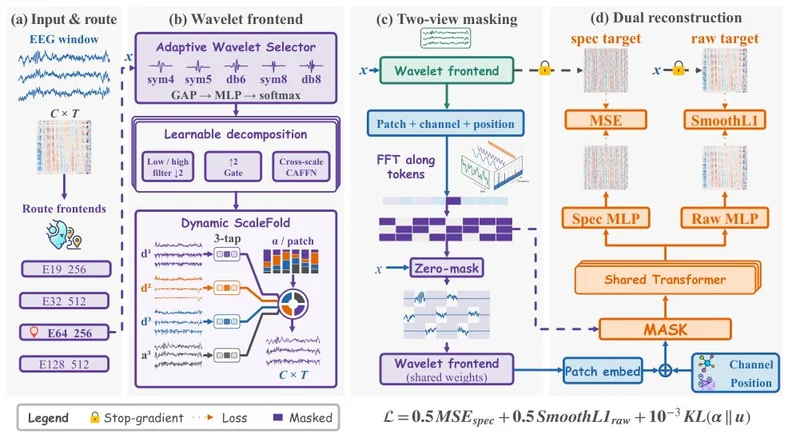 (a) Input & route
EEG window
C × T
Route frontends
E19 256
E32 512
E64 256
E128 512
(b) Wavelet frontend
x
Adaptive Wavelet Selector
sym4 sym5 db6 sym8 db8
GAP → MLP → softmax
Learnable decomposition
Low / high
filter ↓2
↑2
Gate
Cross-scale
CAFFN
Dynamic ScaleFold
3-tap
α / patch
d¹
d²
d³
a³
C × T
(c) Two-view masking
x
Wavelet frontend
Patch + channel + position
FFT along
tokens
x
Zero-mask
Wavelet frontend
(shared weights)
(d) Dual reconstruction
spec target
raw target
x
MSE
SmoothL1
Spec MLP
Raw MLP
Shared Transformer
MASK
Patch embed
Channel
Position
Legend
Stop-gradient
Loss
Masked
ℒ = 0.5 MSE_spec + 0.5 SmoothL1_raw + 10⁻³ KL(α ∥ u)